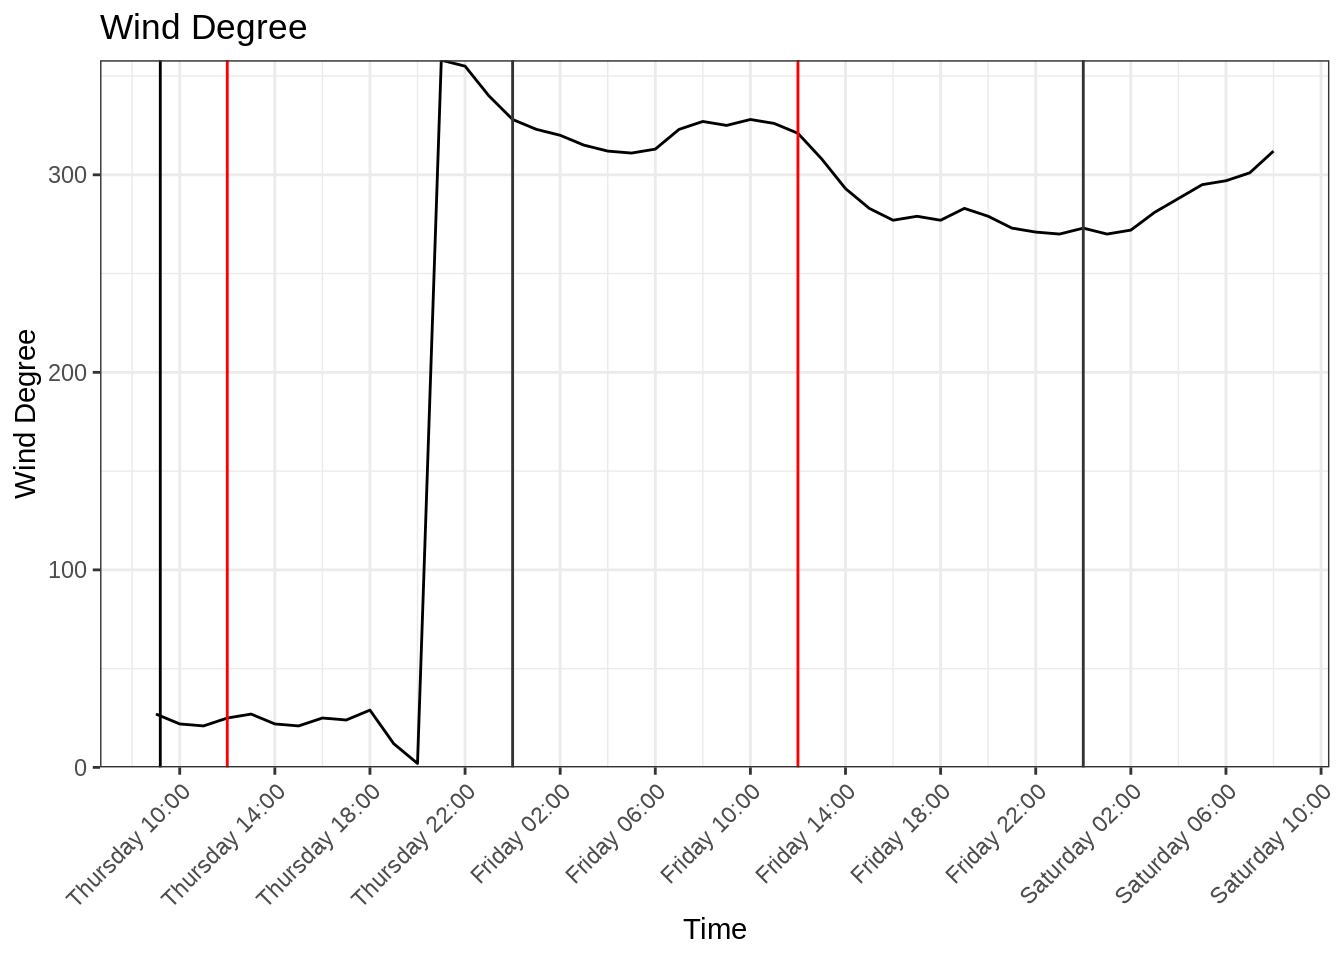 Wind Degree
Wind Degree
300
200
100
0
Thursday 10:00
Thursday 14:00
Thursday 18:00
Thursday 22:00
Friday 02:00
Friday 06:00
Friday 10:00
Friday 14:00
Friday 18:00
Friday 22:00
Saturday 02:00
Saturday 06:00
Saturday 10:00
Time